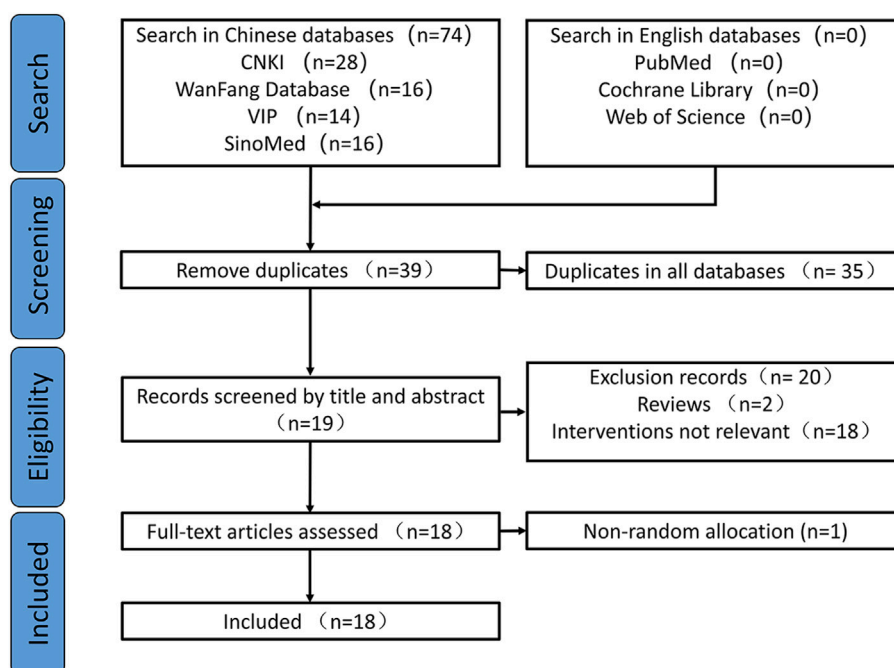 Search
Search in Chinese databases （n=74)
CNKI （n=28)
WanFang Database （n=16)
VIP （n=14)
SinoMed （n=16)
Search in English databases （n=0)
PubMed （n=0)
Cochrane Library （n=0)
Web of Science （n=0)
Screening
Remove duplicates （n=39）
Duplicates in all databases （n= 35）
Eligibility
Records screened by title and abstract
（n=19）
Exclusion records （n= 20）
Reviews （n=2）
Interventions not relevant （n=18）
Included
Full-text articles assessed （n=18）
Non-random allocation (n=1)
Included （n=18）